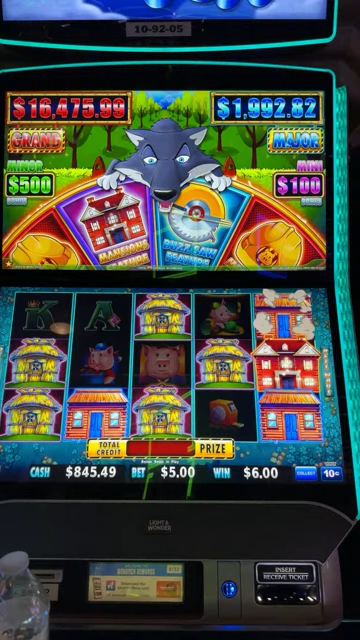 10-92-05
$16,475.99 $1,992.82
GRAND MAJOR
MINOR MINI
$500 $100
BONUS BONUS
MANSIONS FEATURE
BUZZ SAW FEATURE
K A
TOTAL CREDIT PRIZE
CASH $845.49 BET $5.00 WIN $6.00 COLLECT 10¢
LIGHT & WONDER
INSERT
RECEIVE TICKET